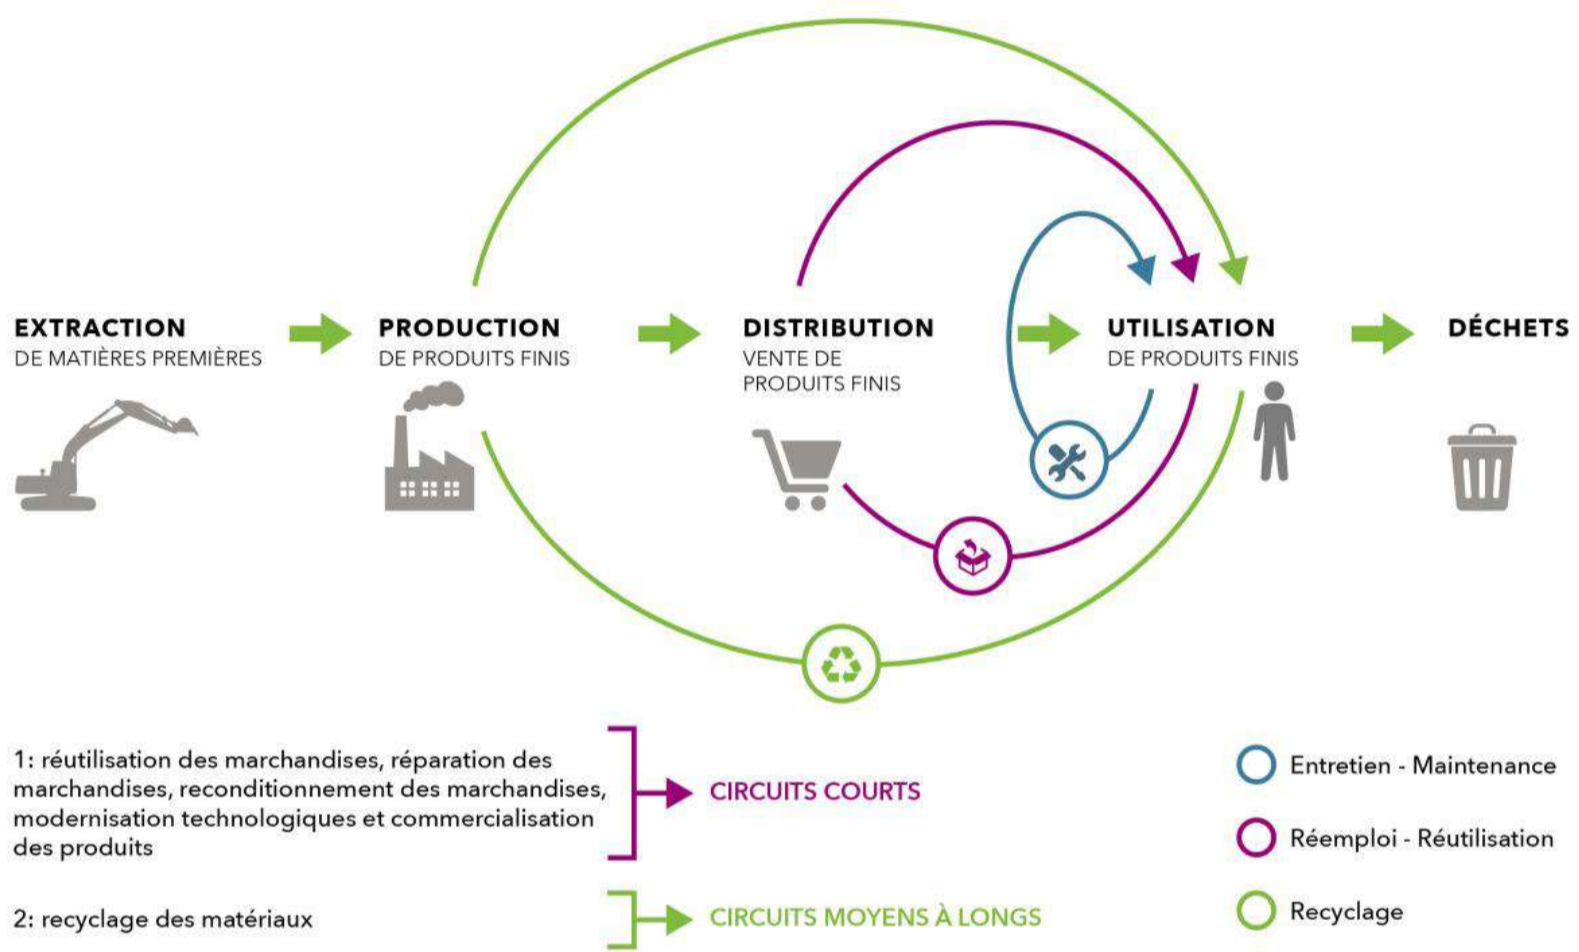 EXTRACTION
DE MATIÈRES PREMIÈRES
PRODUCTION
DE PRODUITS FINIS
DISTRIBUTION
VENTE DE
PRODUITS FINIS
UTILISATION
DE PRODUITS FINIS
DÉCHETS
1: réutilisation des marchandises, réparation des
marchandises, reconditionnement des marchandises,
modernisation technologiques et commercialisation
des produits
CIRCUITS COURTS
2: recyclage des matériaux
CIRCUITS MOYENS À LONGS
Entretien - Maintenance
Réemploi - Réutilisation
Recyclage